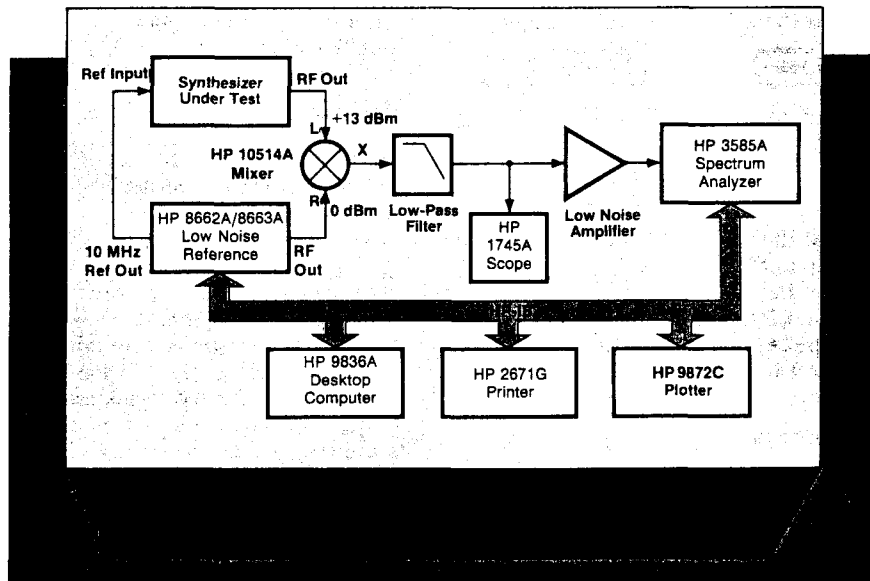 Ref Input
Synthesizer
Under Test
RF Out
L
+13 dBm
HP 10514A
Mixer
X
R
0 dBm
Low-Pass
Filter
HP
1745A
Scope
Low Noise
Amplifier
HP 3585A
Spectrum
Analyzer
HP 8662A/8663A
Low Noise
Reference
10 MHz
Ref Out
RF
Out
HP 9836A
Desktop
Computer
HP 2671G
Printer
HP 9872C
Plotter